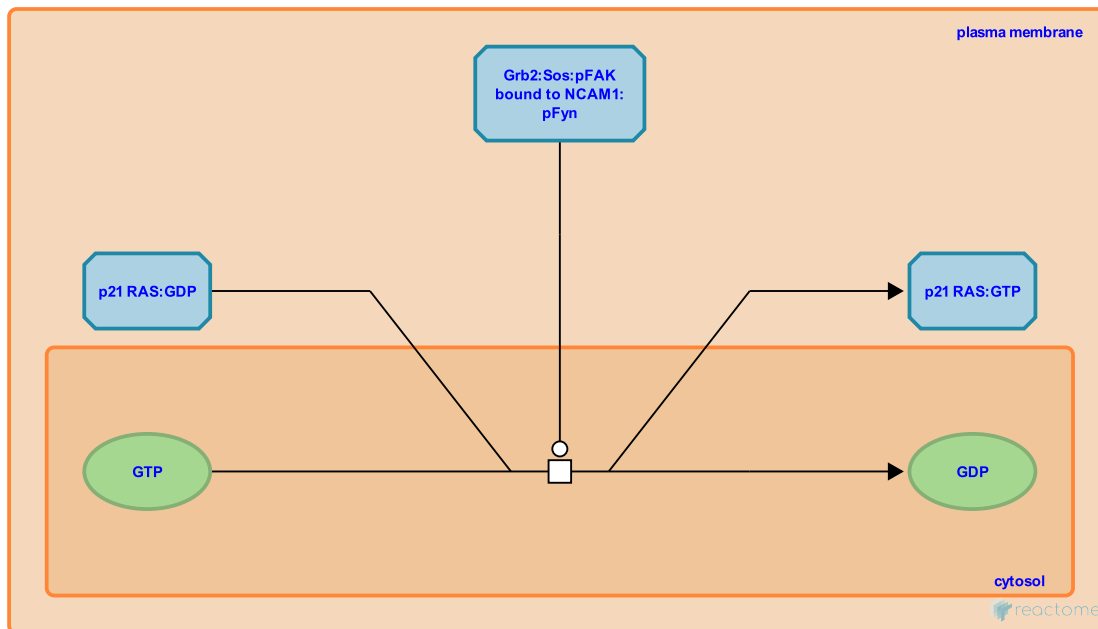 plasma membrane
Grb2:Sos:pFAK
bound to NCAM1:
pFyn
p21 RAS:GDP
p21 RAS:GTP
GTP
GDP
cytosol
reactome